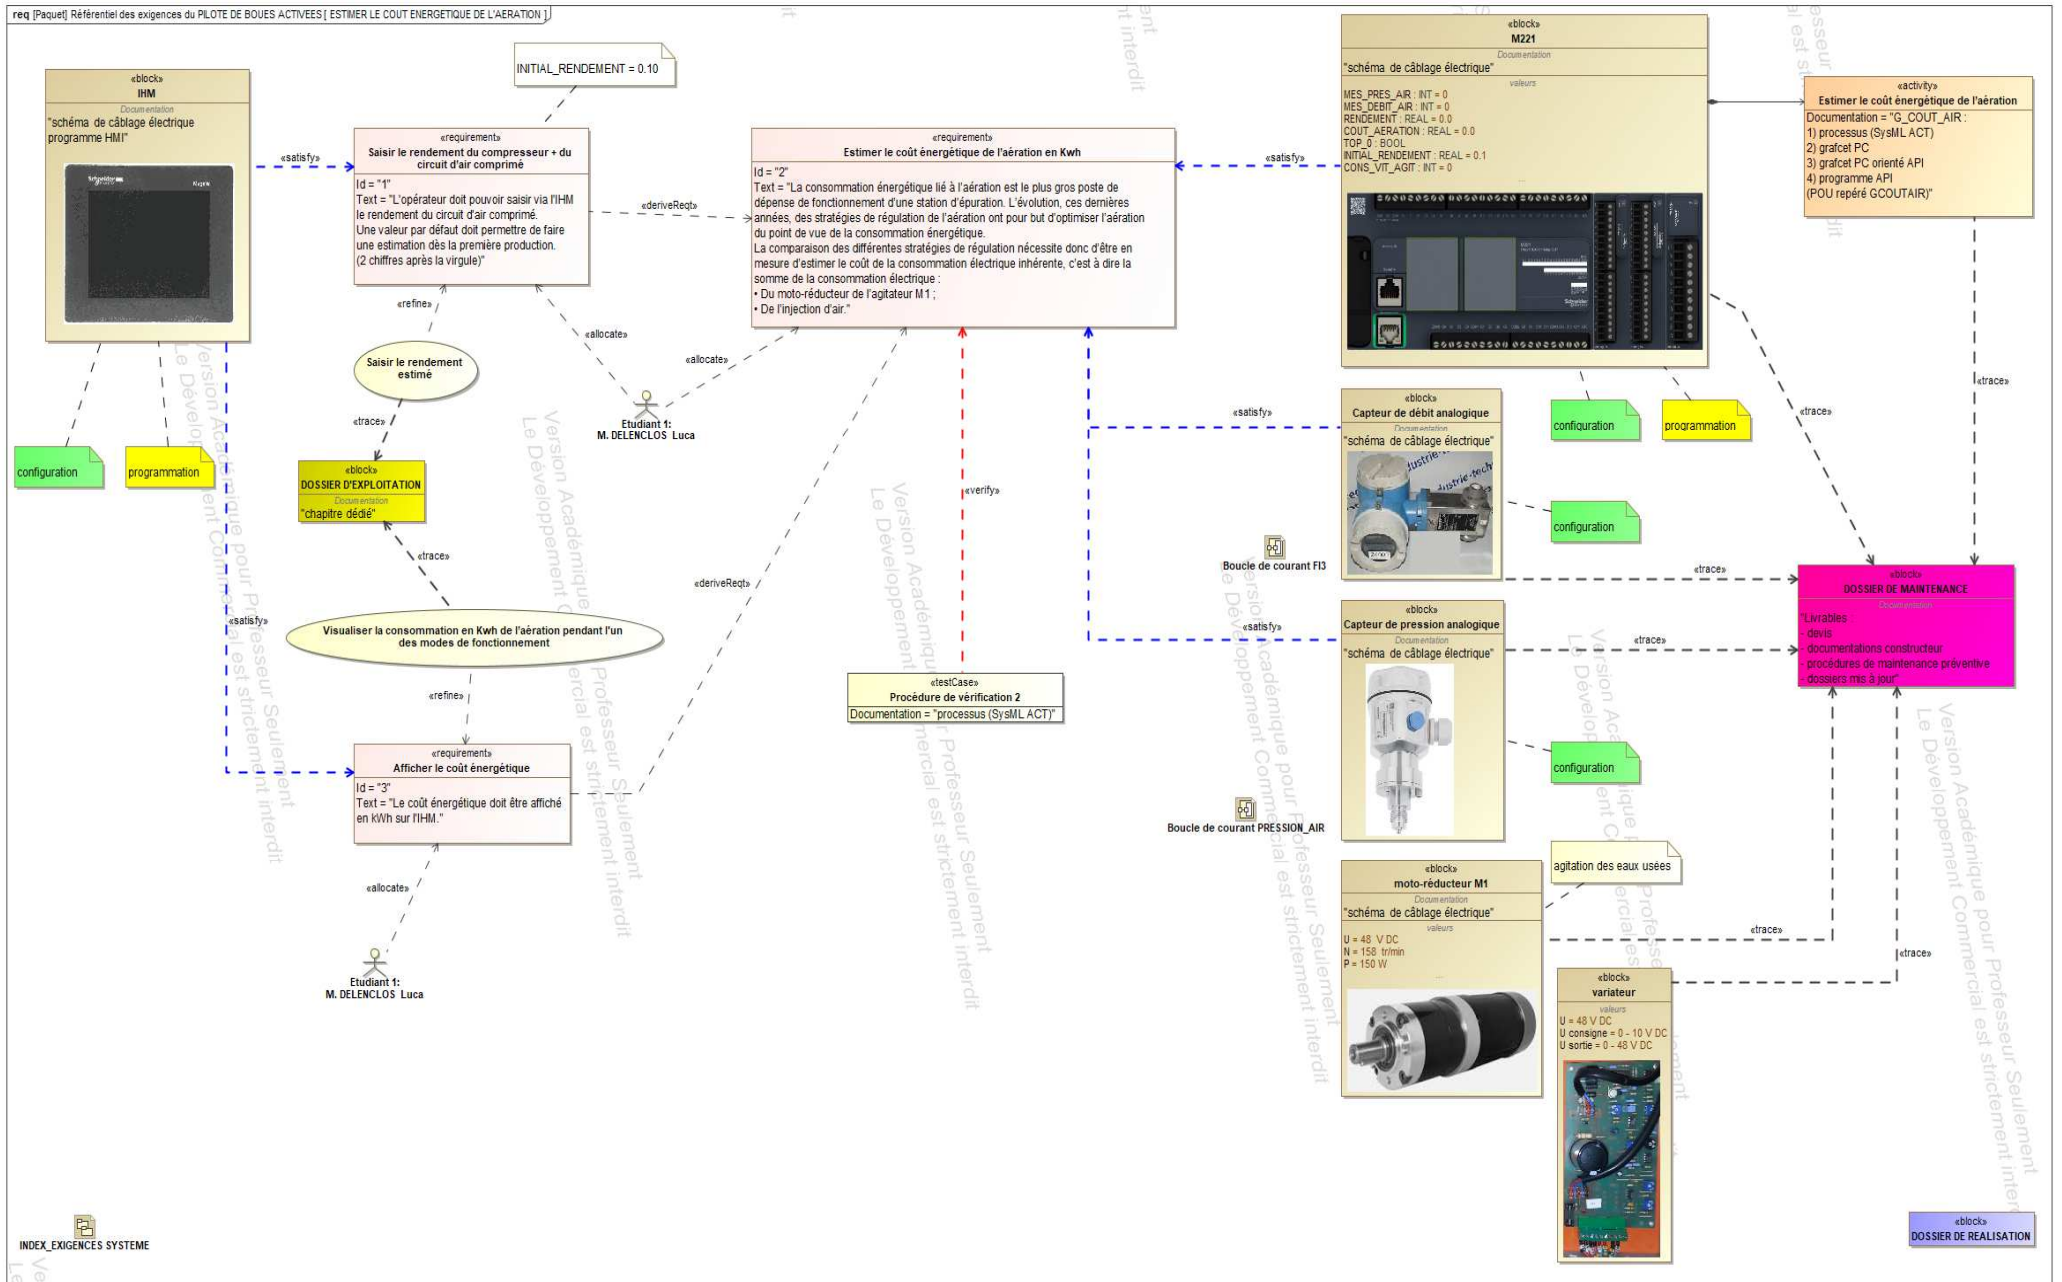 req [Paquet] Référentiel des exigences du PILOTE DE BOUES ACTIVEES [ ESTIMER LE COUT ENERGETIQUE DE L'AERATION ]
«block»
IHM
Documentation
"schéma de câblage électrique
programme HMI"
Schneider
Magelis
configuration
programmation
INITIAL_RENDEMENT = 0.10
«satisfy»
«requirement»
Saisir le rendement du compresseur + du
circuit d'air comprimé
Id = "1"
Text = "L'opérateur doit pouvoir saisir via l'IHM
le rendement du circuit d'air comprimé.
Une valeur par défaut doit permettre de faire
une estimation dès la première production.
(2 chiffres après la virgule)"
«deriveReqt»
«requirement»
Estimer le coût énergétique de l'aération en Kwh
Id = "2"
Text = "La consommation énergétique lié à l'aération est le plus gros poste de
dépense de fonctionnement d'une station d'épuration. L'évolution, ces dernières
années, des stratégies de régulation de l'aération ont pour but d'optimiser l'aération
du point de vue de la consommation énergétique.
La comparaison des différentes stratégies de régulation nécessite donc d'être en
mesure d'estimer le coût de la consommation électrique inhérente, c'est à dire la
somme de la consommation électrique :
• Du moto-réducteur de l'agitateur M1 ;
• De l'injection d'air."
«satisfy»
«block»
M221
Documentation
"schéma de câblage électrique"
valeurs
MES_PRES_AIR : INT = 0
MES_DEBIT_AIR : INT = 0
RENDEMENT : REAL = 0.0
COUT_AERATION : REAL = 0.0
TOP_0 : BOOL
INITIAL_RENDEMENT : REAL = 0.1
CONS_VIT_AGIT : INT = 0
...
«activity»
Estimer le coût énergétique de l'aération
Documentation = "G_COUT_AIR :
1) processus (SysML ACT)
2) grafcet PC
3) grafcet PC orienté API
4) programme API
(POU repéré GCOUTAIR)"
«trace»
«trace»
configuration
programmation
«refine»
«allocate»
«allocate»
Saisir le rendement
estimé
Etudiant 1:
M. DELENCLOS Luca
«trace»
«block»
DOSSIER D'EXPLOITATION
Documentation
"chapitre dédié"
«trace»
«verify»
«deriveReqt»
«satisfy»
«block»
Capteur de débit analogique
Documentation
"schéma de câblage électrique"
configuration
Boucle de courant FI3
«trace»
«block»
DOSSIER DE MAINTENANCE
Documentation
"Livrables :
- devis
- documentations constructeur
- procédures de maintenance préventive
- dossiers mis à jour"
«satisfy»
Visualiser la consommation en Kwh de l'aération pendant l'un
des modes de fonctionnement
«refine»
«satisfy»
«block»
Capteur de pression analogique
Documentation
"schéma de câblage électrique"
«trace»
configuration
Boucle de courant PRESSION_AIR
«testCase»
Procédure de vérification 2
Documentation = "processus (SysML ACT)"
«requirement»
Afficher le coût énergétique
Id = "3"
Text = "Le coût énergétique doit être affiché
en kWh sur l'IHM."
«allocate»
Etudiant 1:
M. DELENCLOS Luca
«block»
moto-réducteur M1
Documentation
"schéma de câblage électrique"
valeurs
U = 48 V DC
N = 158 tr/min
P = 150 W
...
agitation des eaux usées
«trace»
«trace»
«block»
variateur
valeurs
U = 48 V DC
U consigne = 0 - 10 V DC
U sortie = 0 - 48 V DC
INDEX_EXIGENCES SYSTEME
«block»
DOSSIER DE REALISATION
Version Académique pour Professeur Seulement
Le Développement Commercial est strictement interdit